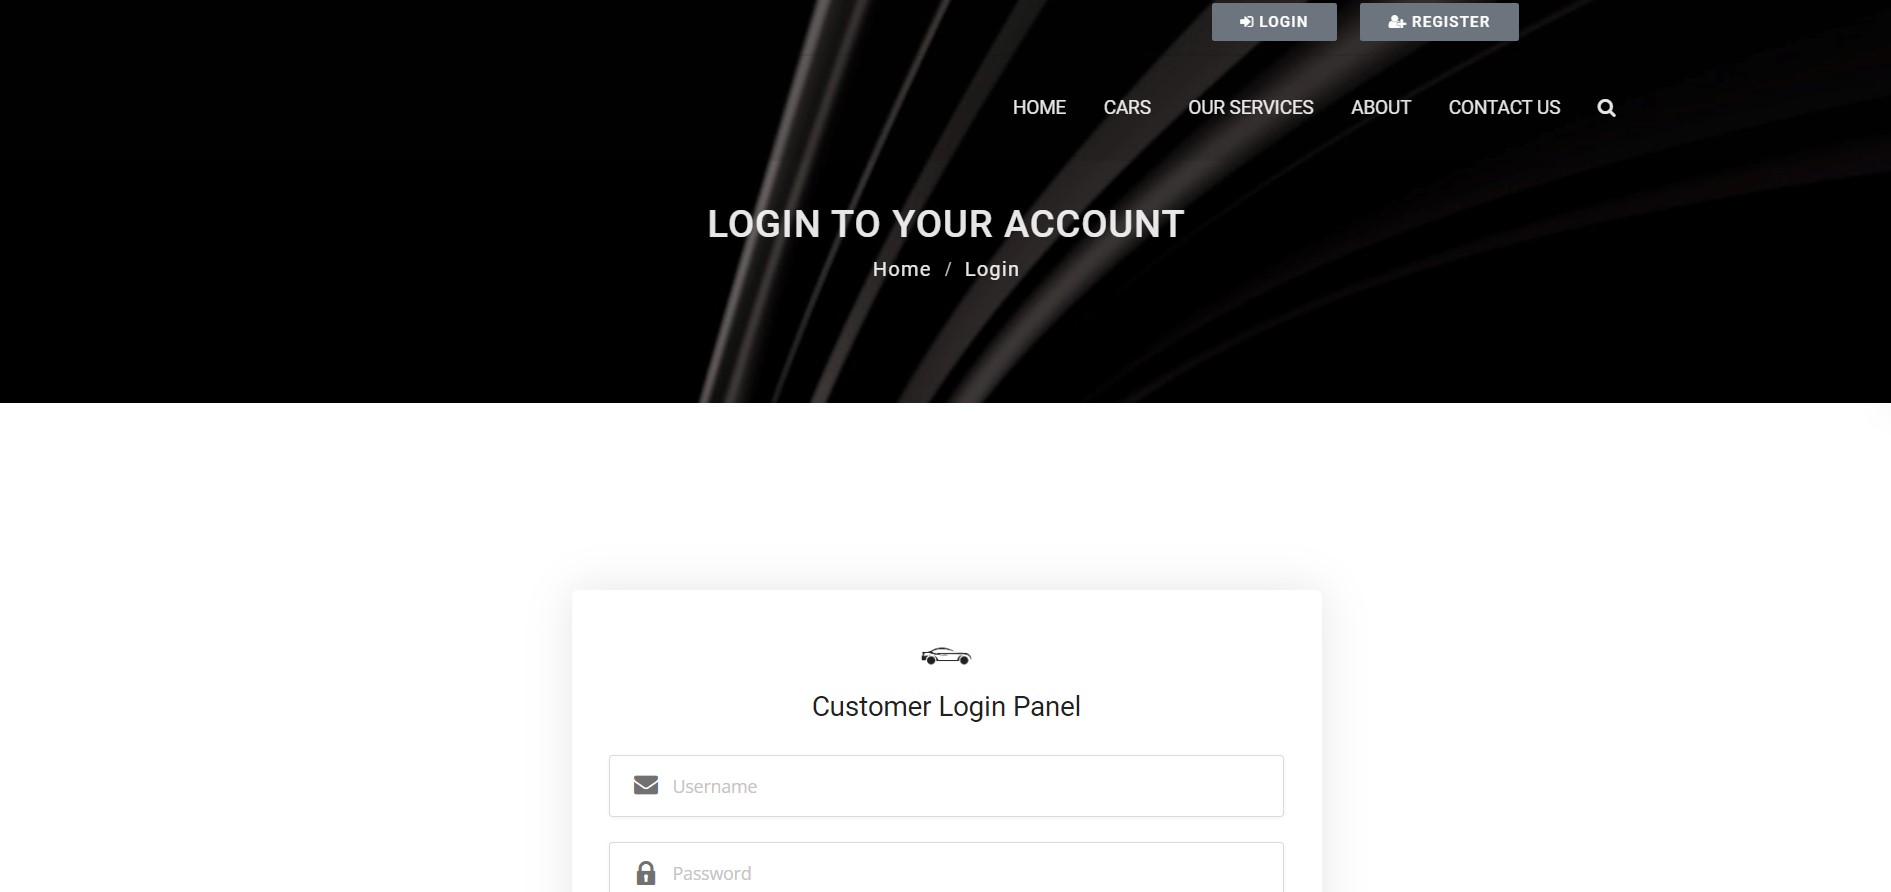 LOGIN
REGISTER
HOME
CARS
OUR SERVICES
ABOUT
CONTACT US
LOGIN TO YOUR ACCOUNT
Home / Login
Customer Login Panel
Username
Password